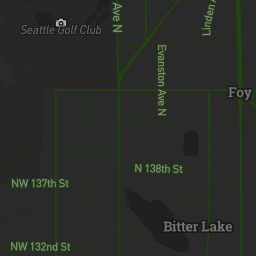 Seattle Golf Club
Ave N
Evanston Ave N
Linden
Foy
N 138th St
NW 137th St
Bitter Lake
NW 132nd St